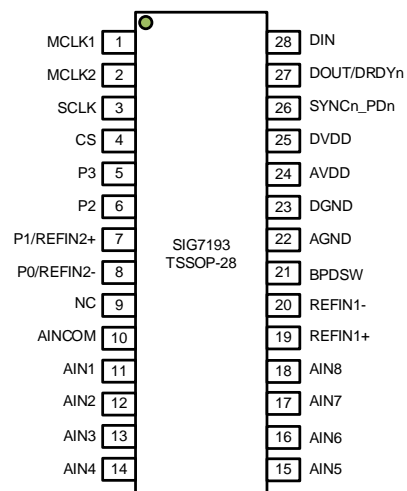 MCLK1 1 28 DIN
MCLK2 2 27 DOUT/DRDYn
SCLK 3 26 SYNCn_PDn
CS 4 25 DVDD
P3 5 24 AVDD
P2 6 23 DGND
P1/REFIN2+ 7 22 AGND
SIG7193
TSSOP-28
P0/REFIN2- 8 21 BPDSW
NC 9 20 REFIN1-
AINCOM 10 19 REFIN1+
AIN1 11 18 AIN8
AIN2 12 17 AIN7
AIN3 13 16 AIN6
AIN4 14 15 AIN5